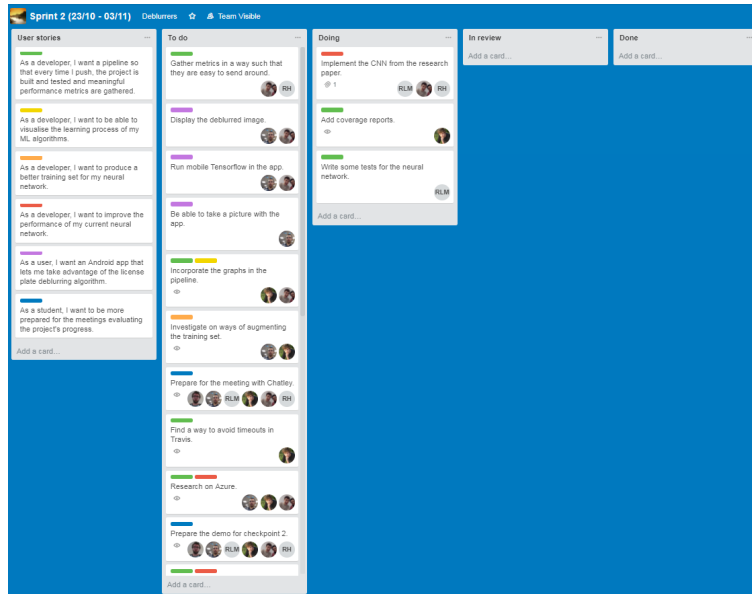 Sprint 2 (23/10 - 03/11) Deblurrers Team Visible
User stories
As a developer, I want a pipeline so
that every time I push, the project is
built and tested and meaningful
performance metrics are gathered.
As a developer, I want to be able to
visualise the learning process of my
ML algorithms.
As a developer, I want to produce a
better training set for my neural
network.
As a developer, I want to improve the
performance of my current neural
network.
As a user, I want an Android app that
lets me take advantage of the license
plate deblurring algorithm.
As a student, I want to be more
prepared for the meetings evaluating
the project's progress.
Add a card...
To do
Gather metrics in a way such that
they are easy to send around.
RH
Display the deblurred image.
Run mobile Tensorflow in the app.
Be able to take a picture with the
app.
Incorporate the graphs in the
pipeline.
Investigate on ways of augmenting
the training set.
Prepare for the meeting with Chatley.
RLM RH
Find a way to avoid timeouts in
Travis.
Research on Azure.
Prepare the demo for checkpoint 2.
RLM RH
Add a card...
Doing
Implement the CNN from the research
paper.
1 RLM RH
Add coverage reports.
Write some tests for the neural
network.
RLM
Add a card...
In review
Add a card...
Done
Add a card...